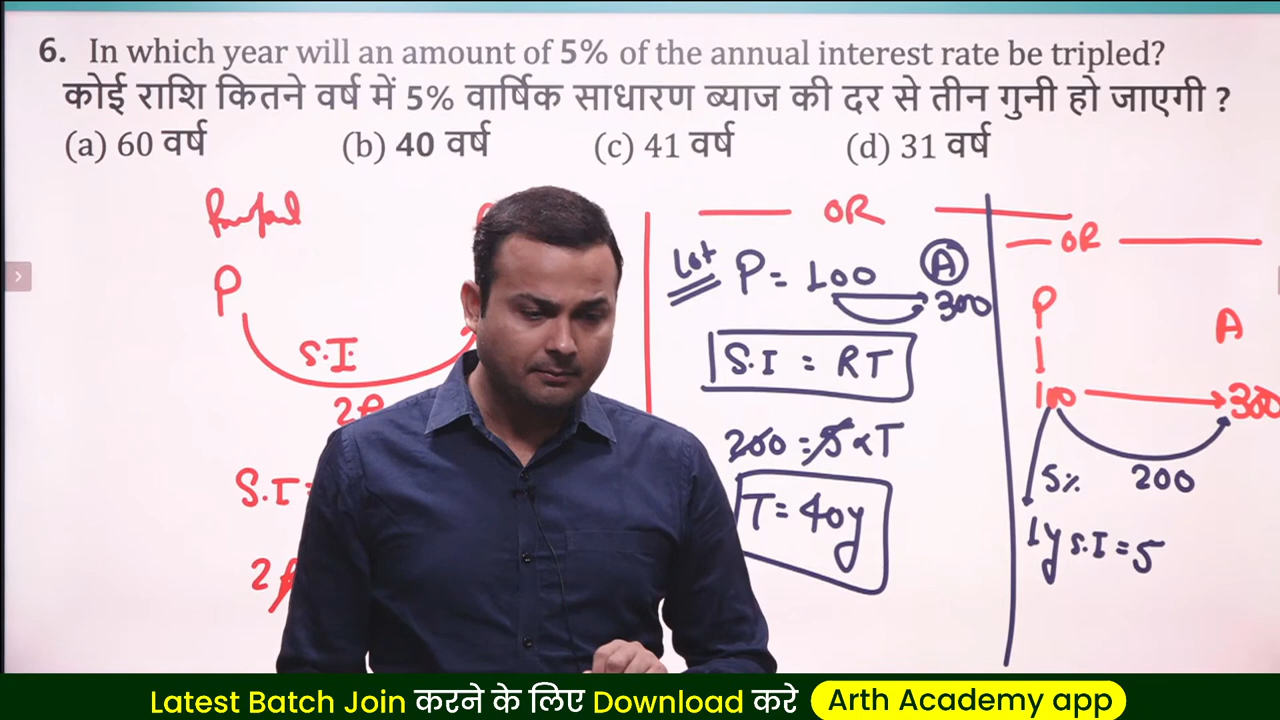 6. In which year will an amount of 5% of the annual interest rate be tripled?
कोई राशि कितने वर्ष में 5% वार्षिक साधारण ब्याज की दर से तीन गुनी हो जाएगी ?
(a) 60 वर्ष (b) 40 वर्ष (c) 41 वर्ष (d) 31 वर्ष
P
S.I
S.I
OR
Let P = 100 A
300
S.I = RT
200 = 5 × T
T = 40y
OR
P A
100 300
5% 200
1y S.I = 5
Latest Batch Join करने के लिए Download करे Arth Academy app